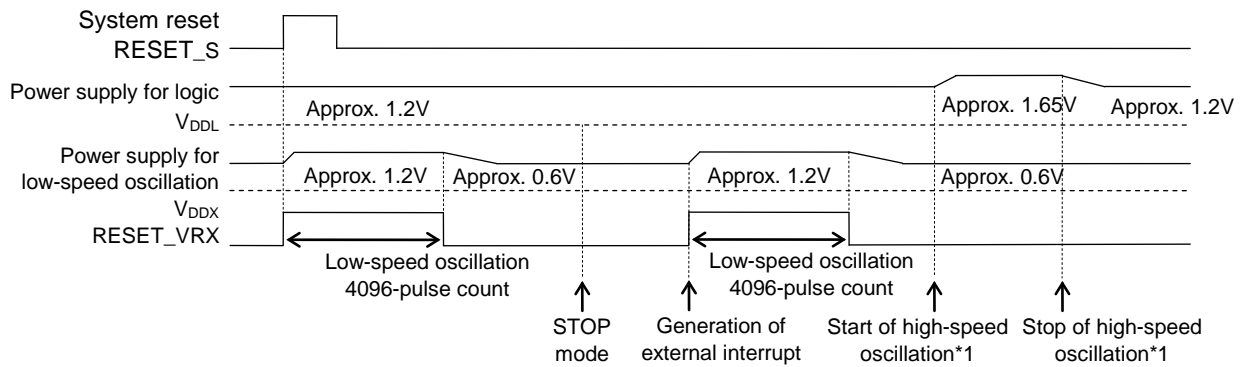 System reset
RESET_S
Power supply for logic
Approx. 1.2V
Approx. 1.65V
Approx. 1.2V
VDDL
Power supply for
low-speed oscillation
Approx. 1.2V
Approx. 0.6V
Approx. 1.2V
Approx. 0.6V
VDDX
RESET_VRX
Low-speed oscillation
4096-pulse count
Low-speed oscillation
4096-pulse count
STOP
mode
Generation of
external interrupt
Start of high-speed
oscillation*1
Stop of high-speed
oscillation*1